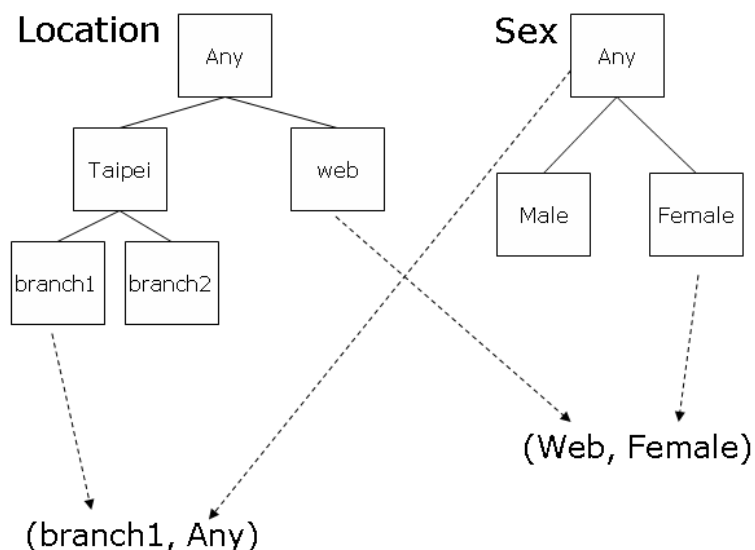 Location
Sex
Any
Any
Taipei
web
Male
Female
branch1
branch2
(Web, Female)
(branch1, Any)